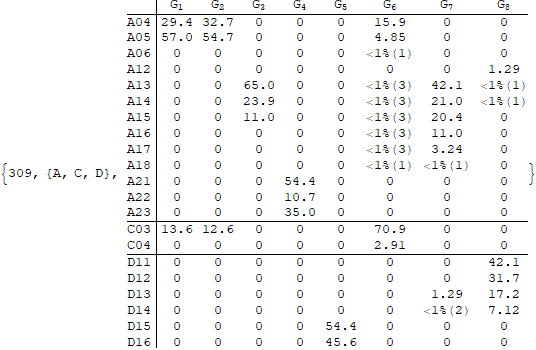 G₁ G₂ G₃ G₄ G₅ G₆ G₇ G₈
A04 29.4 32.7 0 0 0 15.9 0 0
A05 57.0 54.7 0 0 0 4.85 0 0
A06 0 0 0 0 0 <1%(1) 0 0
A12 0 0 0 0 0 0 0 1.29
A13 0 0 65.0 0 0 <1%(3) 42.1 <1%(1)
A14 0 0 23.9 0 0 <1%(3) 21.0 <1%(1)
A15 0 0 11.0 0 0 <1%(3) 20.4 0
A16 0 0 0 0 0 <1%(3) 11.0 0
A17 0 0 0 0 0 <1%(3) 3.24 0
A18 0 0 0 0 0 <1%(1) <1%(1) 0
{309, {A, C, D}, A21 0 0 0 54.4 0 0 0 0 }
A22 0 0 0 10.7 0 0 0 0
A23 0 0 0 35.0 0 0 0 0
C03 13.6 12.6 0 0 0 70.9 0 0
C04 0 0 0 0 0 2.91 0 0
D11 0 0 0 0 0 0 0 42.1
D12 0 0 0 0 0 0 0 31.7
D13 0 0 0 0 0 0 1.29 17.2
D14 0 0 0 0 0 0 <1%(2) 7.12
D15 0 0 0 0 54.4 0 0 0
D16 0 0 0 0 45.6 0 0 0